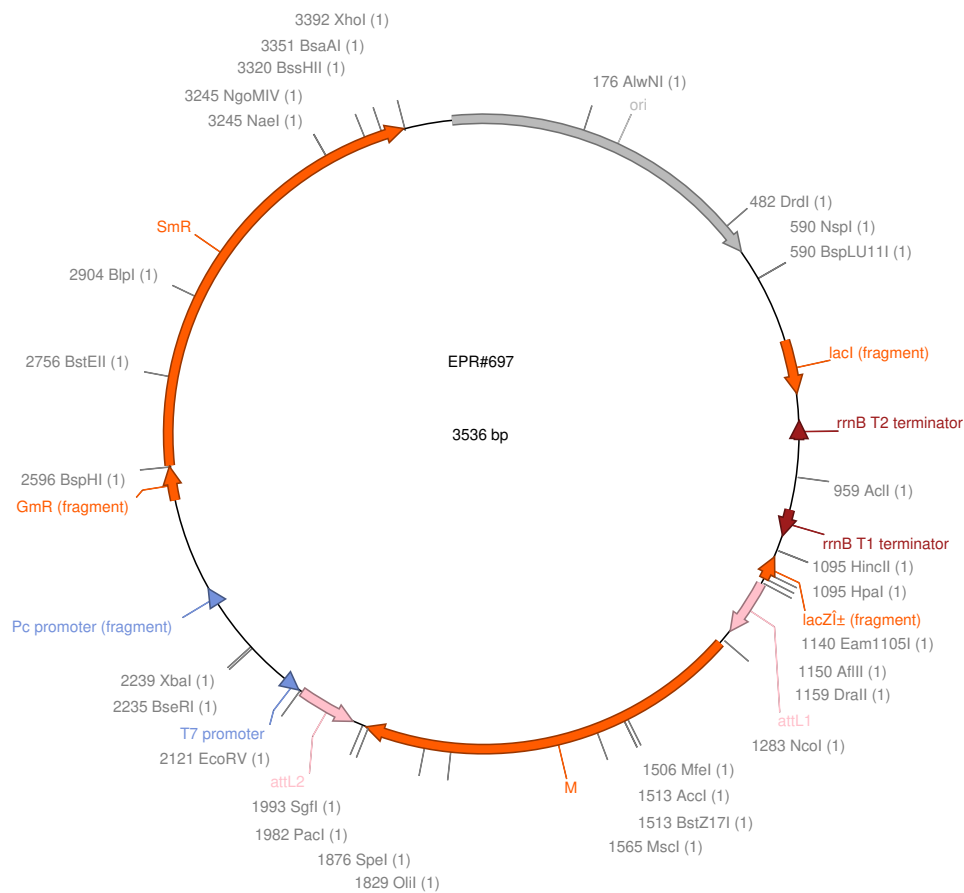 3392 XhoI (1)
3351 BsaAI (1)
3320 BssHII (1)
3245 NgoMIV (1)
3245 NaeI (1)
176 AlwNI (1)
ori
482 DrdI (1)
590 NspI (1)
590 BspLU11I (1)
SmR
2904 BlpI (1)
2756 BstEII (1)
EPR#697
3536 bp
lacI (fragment)
rrnB T2 terminator
959 AclI (1)
2596 BspHI (1)
GmR (fragment)
rrnB T1 terminator
1095 HincII (1)
1095 HpaI (1)
lacZÎ± (fragment)
1140 Eam1105I (1)
1150 AflII (1)
1159 DraII (1)
attL1
1283 NcoI (1)
Pc promoter (fragment)
2239 XbaI (1)
2235 BseRI (1)
T7 promoter
2121 EcoRV (1)
attL2
1993 SgfI (1)
1982 PacI (1)
1876 SpeI (1)
1829 OliI (1)
M
1506 MfeI (1)
1513 AccI (1)
1513 BstZ17I (1)
1565 MscI (1)